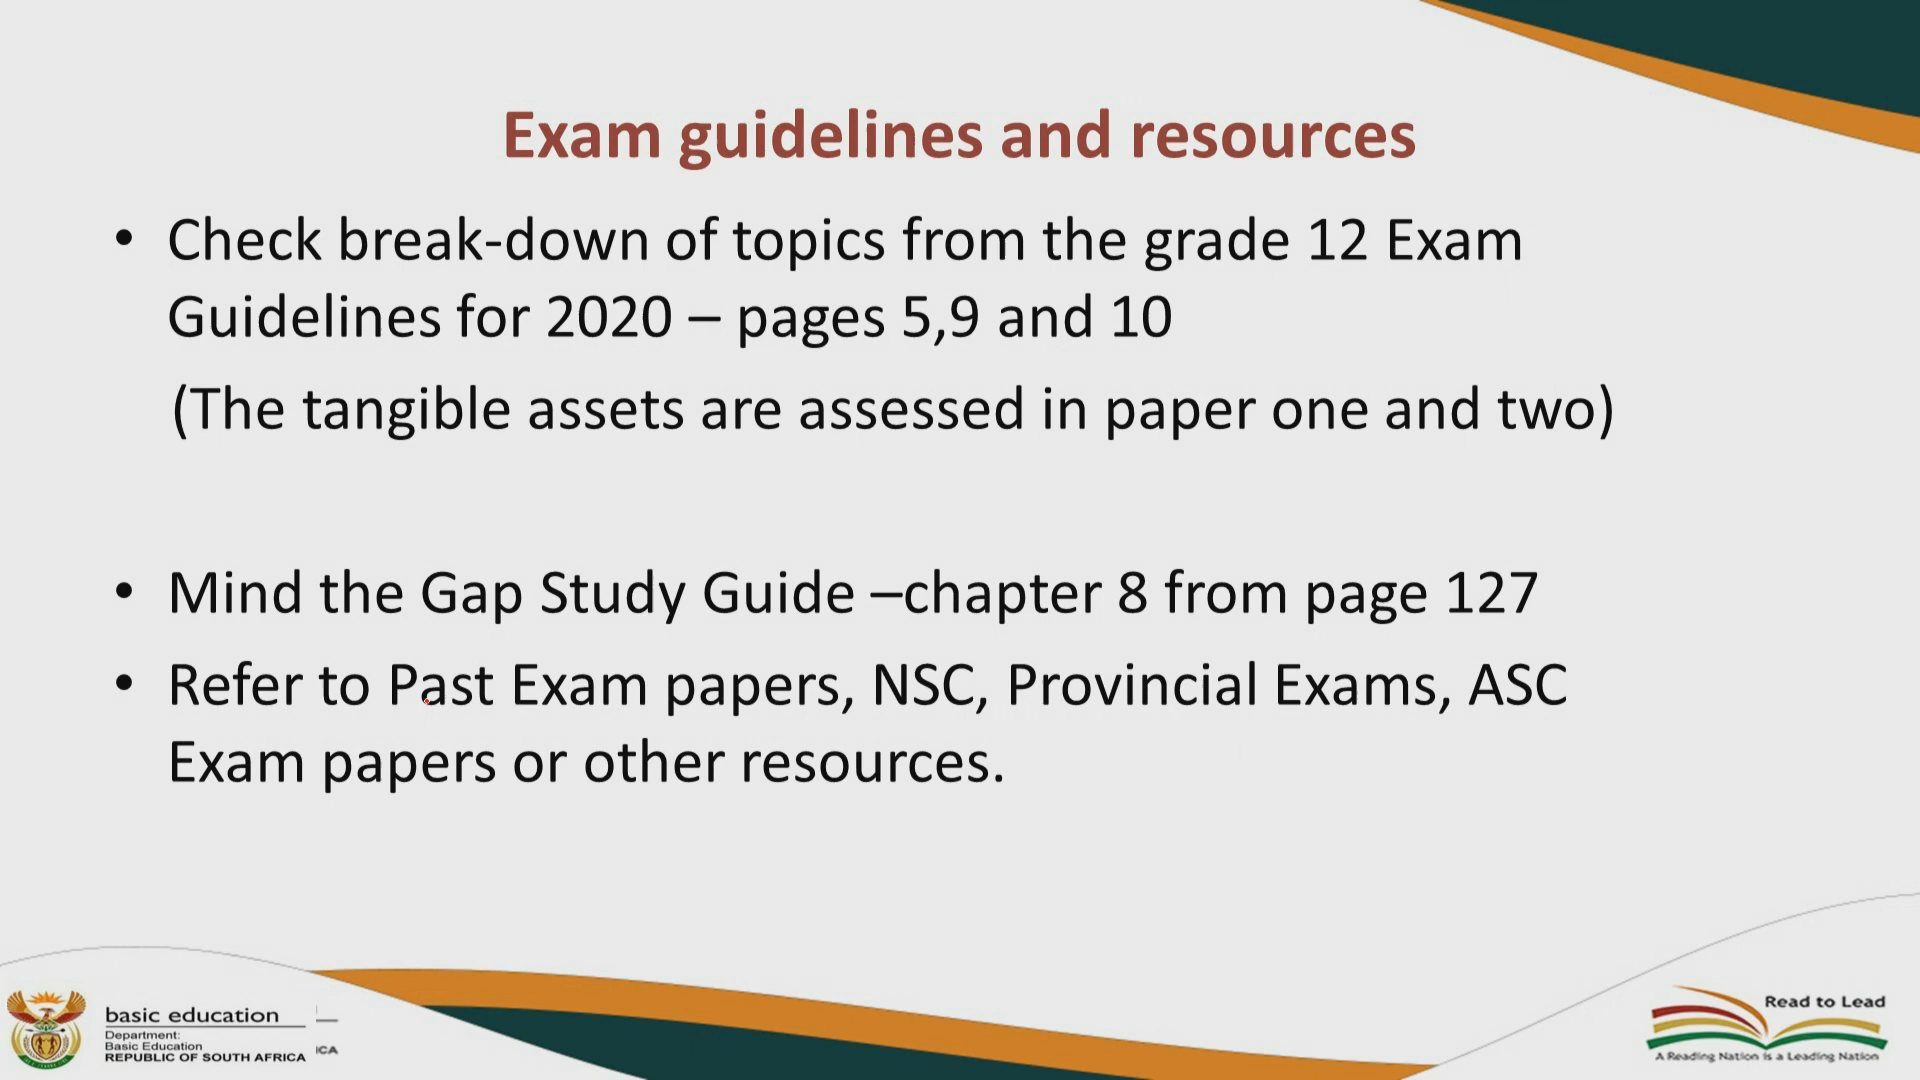 Exam guidelines and resources
• Check break-down of topics from the grade 12 Exam
Guidelines for 2020 – pages 5,9 and 10
(The tangible assets are assessed in paper one and two)
• Mind the Gap Study Guide –chapter 8 from page 127
• Refer to Past Exam papers, NSC, Provincial Exams, ASC
Exam papers or other resources.
basic education
Department:
Basic Education
REPUBLIC OF SOUTH AFRICA
ICA
Read to Lead
A Reading Nation is a Leading Nation